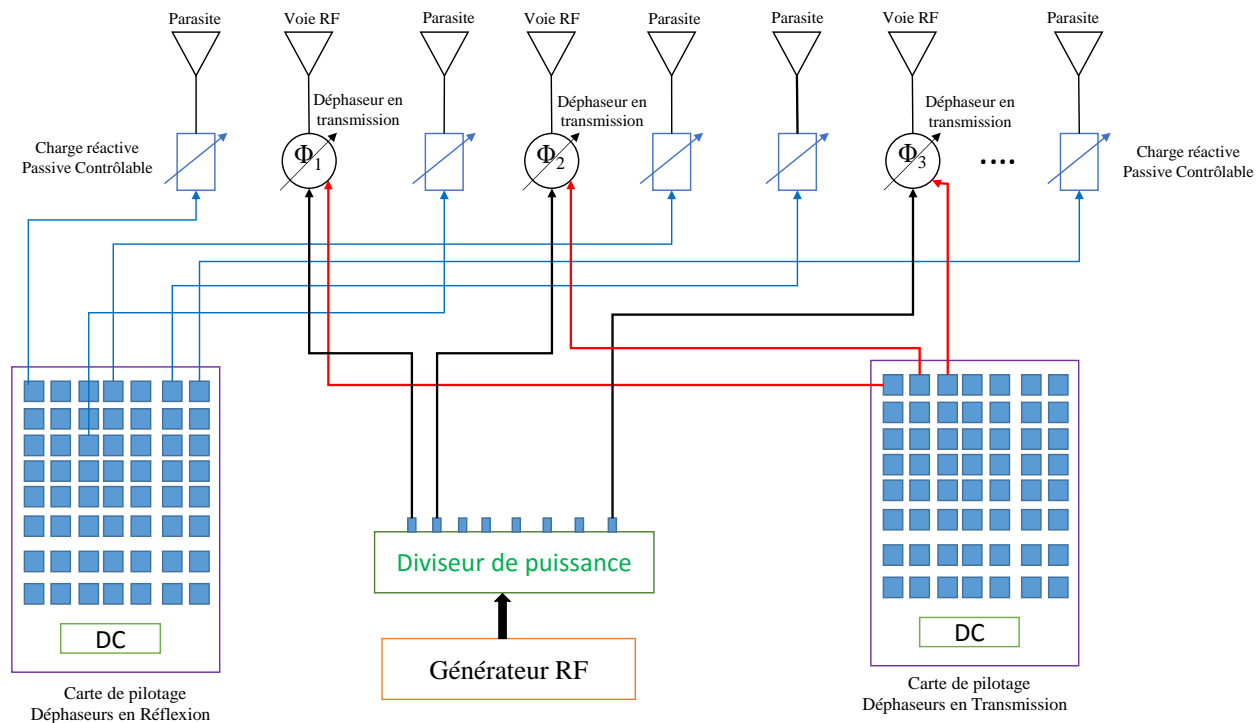 Parasite
Voie RF
Parasite
Voie RF
Parasite
Parasite
Voie RF
Parasite
Déphaseur en
transmission
Déphaseur en
transmission
Déphaseur en
transmission
Charge réactive
Passive Contrôlable
Φ1
Φ2
Φ3
....
Charge réactive
Passive Contrôlable
Diviseur de puissance
Générateur RF
DC
Carte de pilotage
Déphaseurs en Réflexion
DC
Carte de pilotage
Déphaseurs en Transmission